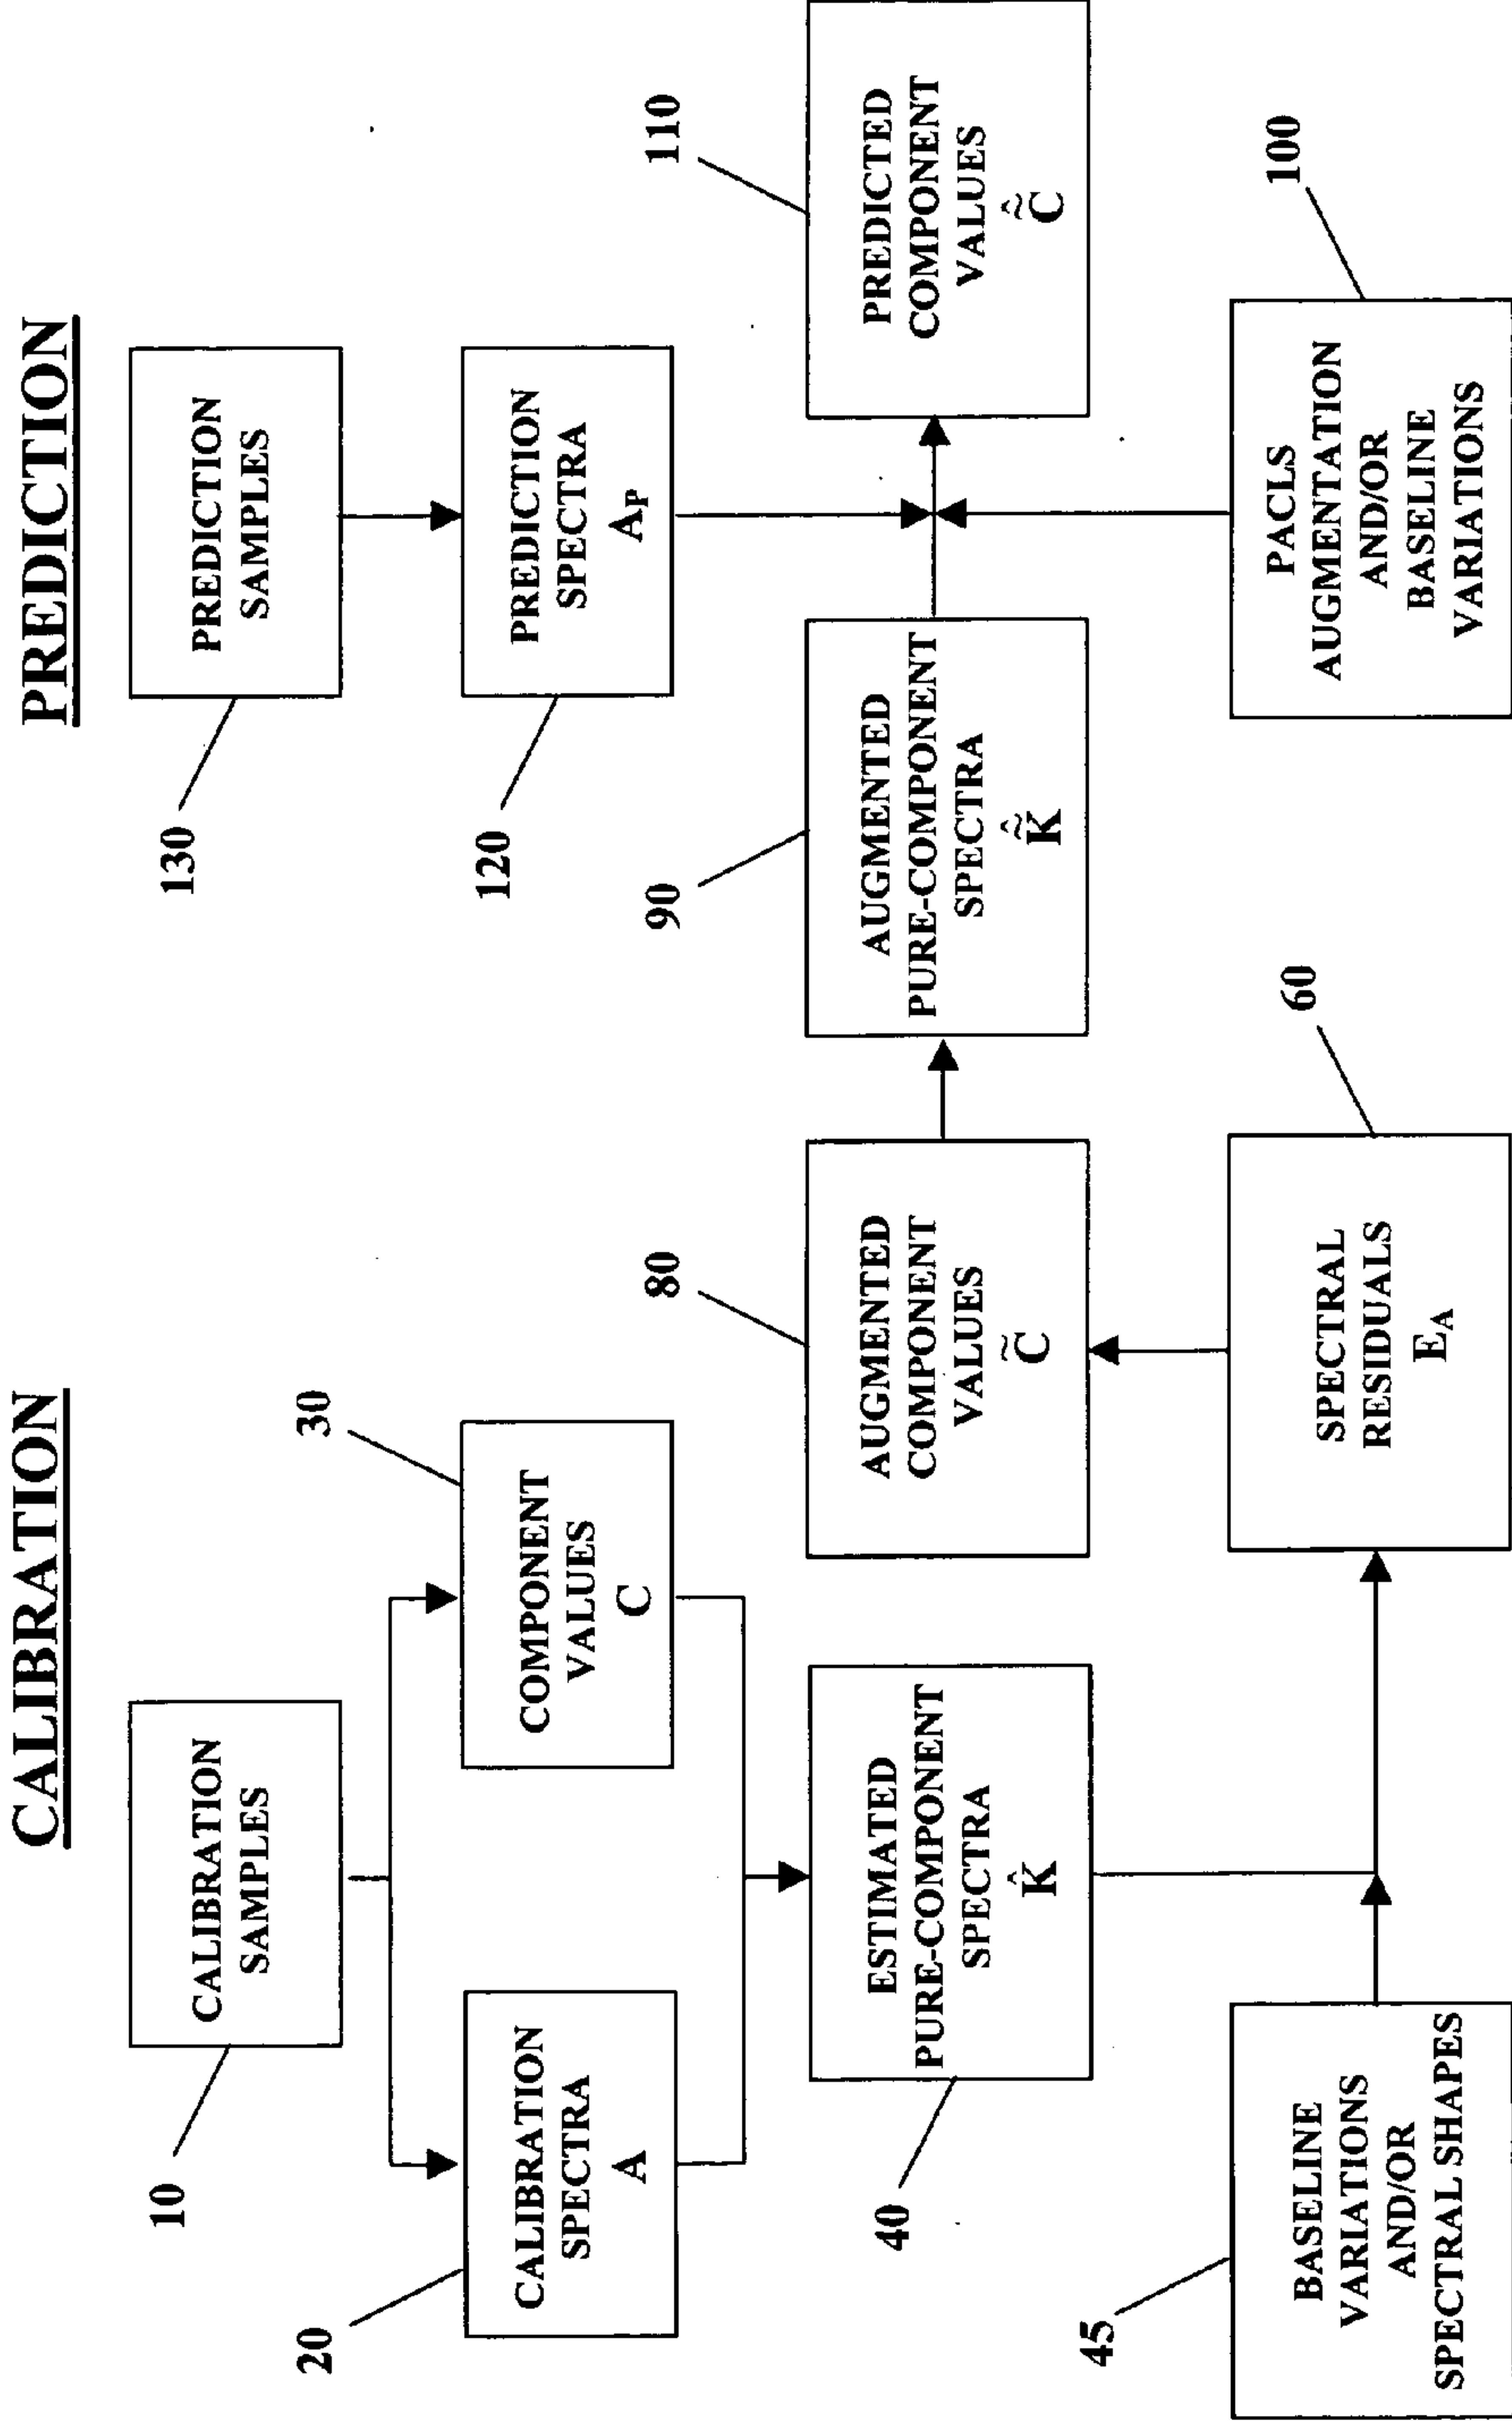 CALIBRATION
10
CALIBRATION
SAMPLES
20
CALIBRATION
SPECTRA
A
30
COMPONENT
VALUES
C
40
ESTIMATED
PURE-COMPONENT
SPECTRA
K̂
45
BASELINE
VARIATIONS
AND/OR
SPECTRAL SHAPES
60
SPECTRAL
RESIDUALS
E_A
80
AUGMENTED
COMPONENT
VALUES
C̃
PREDICTION
130
PREDICTION
SAMPLES
120
PREDICTION
SPECTRA
A_P
90
AUGMENTED
PURE-COMPONENT
SPECTRA
K̃̂
110
PREDICTED
COMPONENT
VALUES
C̃̂
100
PACLS
AUGMENTATION
AND/OR
BASELINE
VARIATIONS